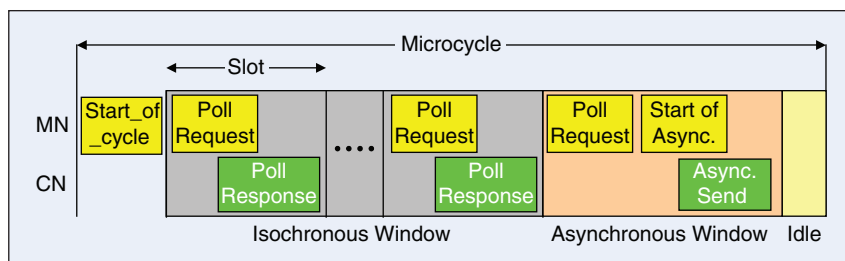 Microcycle
Slot
MN
Start_of
_cycle
Poll
Request
....
Poll
Request
Poll
Request
Start of
Async.
CN
Poll
Response
Poll
Response
Async.
Send
Isochronous Window
Asynchronous Window
Idle